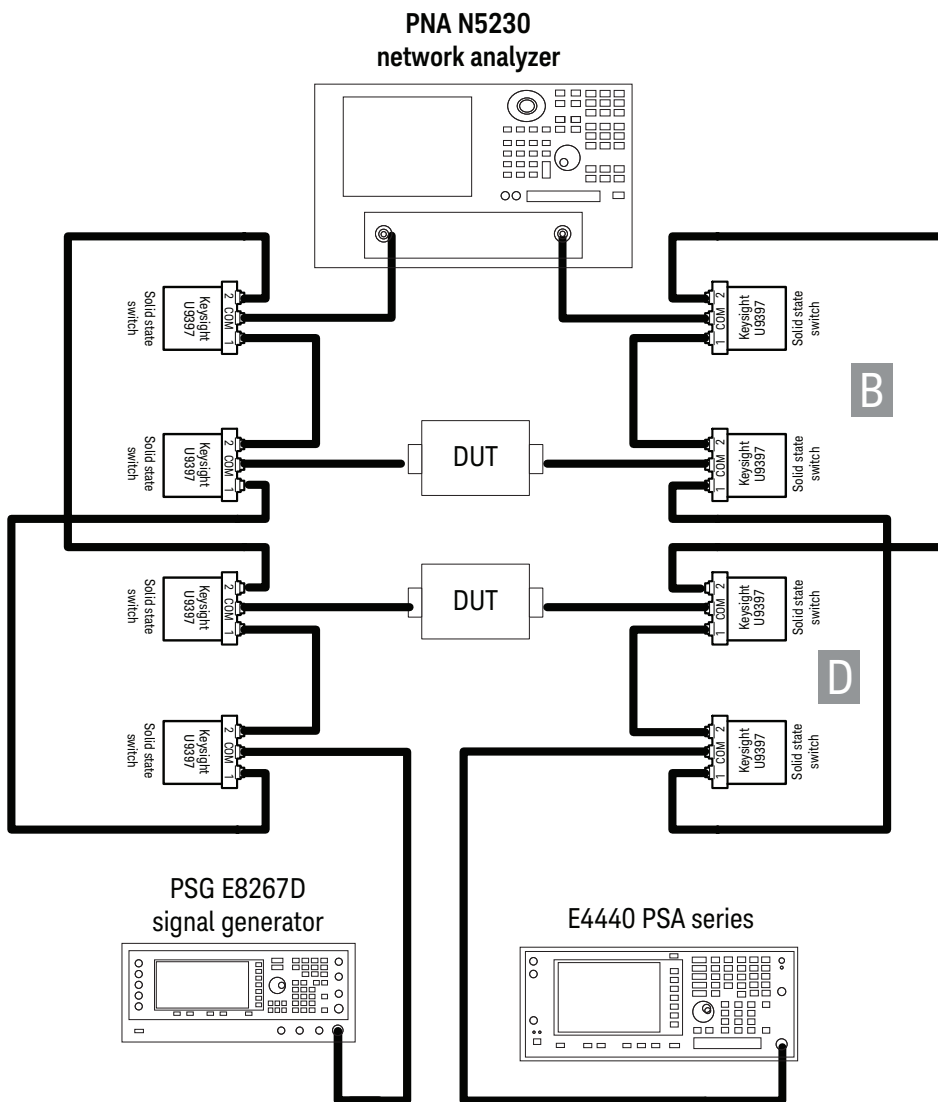 PNA N5230
network analyzer
Solid state
switch
Keysight
U9397
2
COM
1
2
COM
1
Keysight
U9397
Solid state
switch
B
Solid state
switch
Keysight
U9397
2
COM
1
DUT
2
COM
1
Keysight
U9397
Solid state
switch
Solid state
switch
Keysight
U9397
2
COM
1
DUT
2
COM
1
Keysight
U9397
Solid state
switch
D
Solid state
switch
Keysight
U9397
2
COM
1
2
COM
1
Keysight
U9397
Solid state
switch
PSG E8267D
signal generator
E4440 PSA series